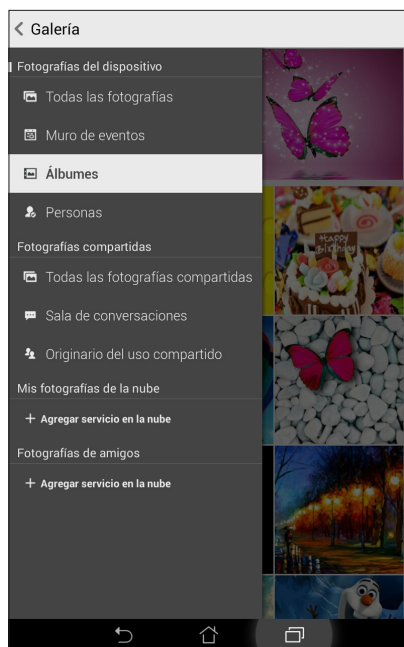 Galería
Fotografías del dispositivo
Todas las fotografías
Muro de eventos
Álbumes
Personas
Fotografías compartidas
Todas las fotografías compartidas
Sala de conversaciones
Originario del uso compartido
Mis fotografías de la nube
+ Agregar servicio en la nube
Fotografías de amigos
+ Agregar servicio en la nube
Happy
Birthday